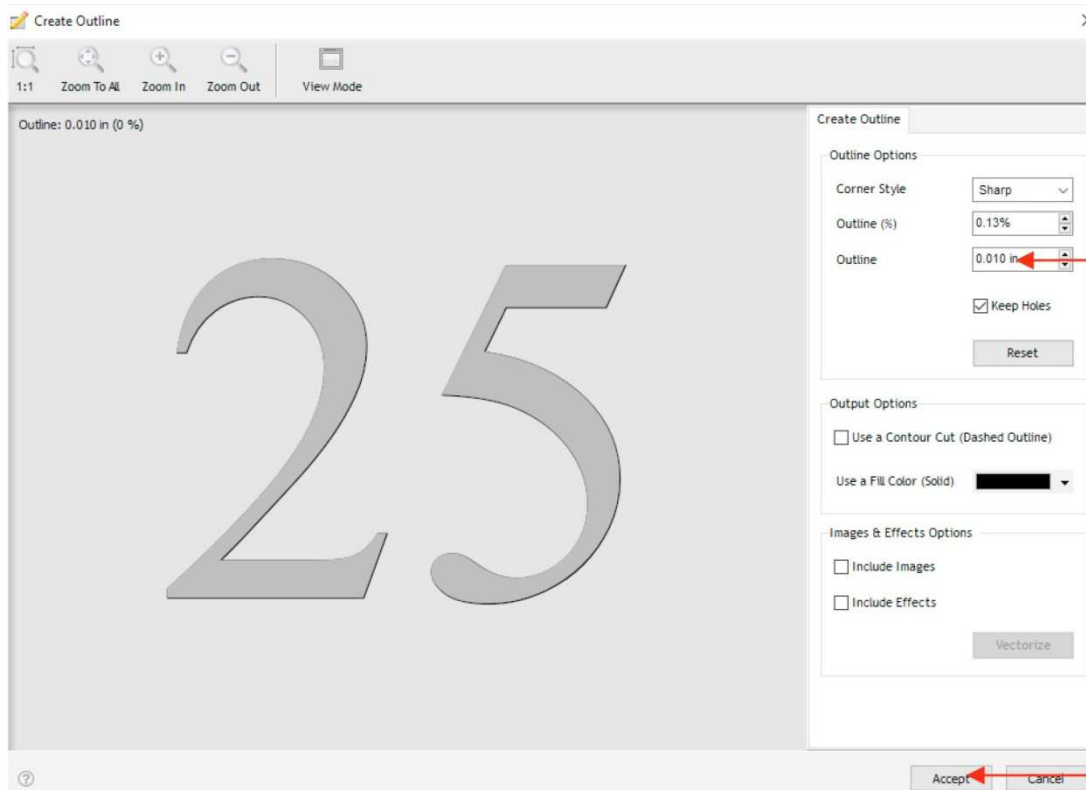 Create Outline
1:1 Zoom To All Zoom In Zoom Out View Mode
Outline: 0.010 in (0 %)
25
Create Outline
Outline Options
Corner Style Sharp
Outline (%) 0.13%
Outline 0.010 in
Keep Holes
Reset
Output Options
Use a Contour Cut (Dashed Outline)
Use a Fill Color (Solid)
Images & Effects Options
Include Images
Include Effects
Vectorize
Accept Cancel